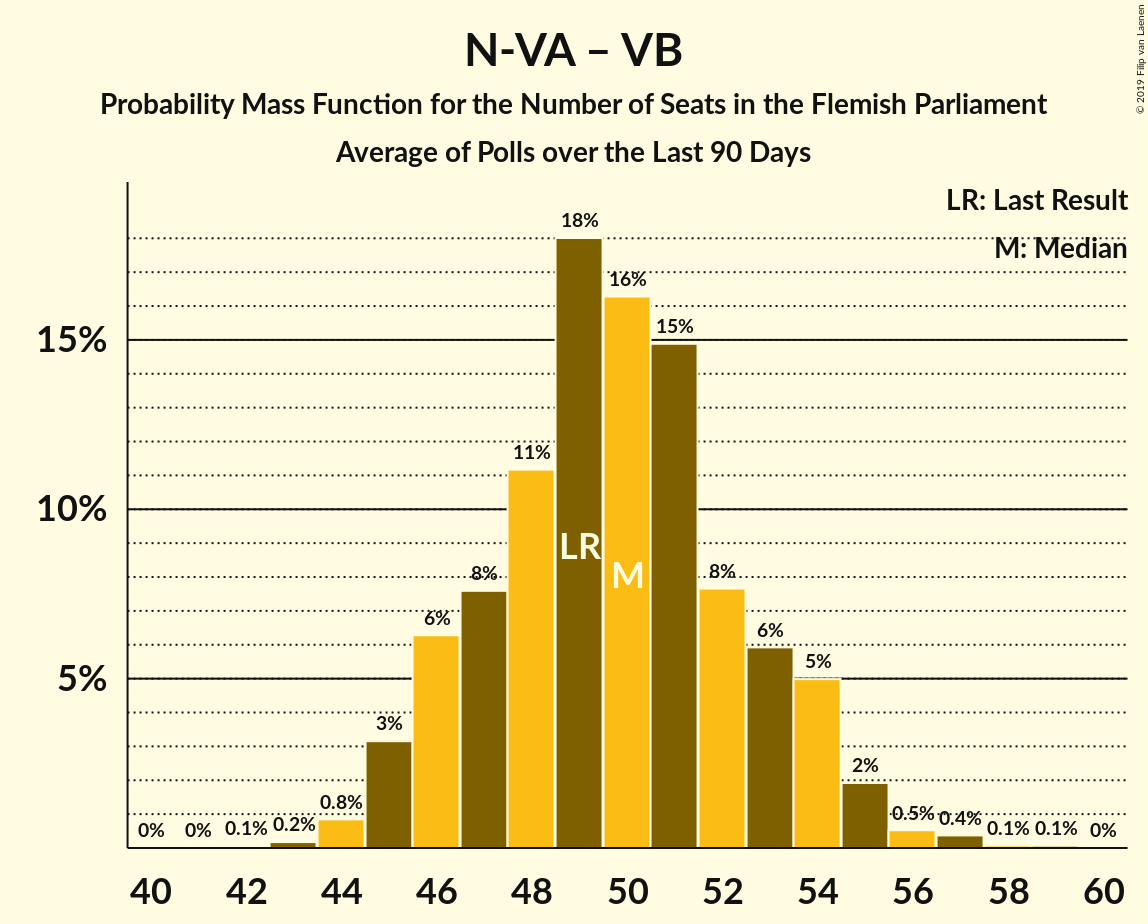 N-VA – VB
Probability Mass Function for the Number of Seats in the Flemish Parliament
Average of Polls over the Last 90 Days
© 2019 Filip van Laenen
LR: Last Result
M: Median
18%
16%
15%
15%
11%
10%
LR
M
8%
8%
6%
6%
5%
5%
3%
2%
0%
0%
0.1%
0.2%
0.8%
0.5%
0.4%
0.1%
0.1%
0%
40 42 44 46 48 50 52 54 56 58 60